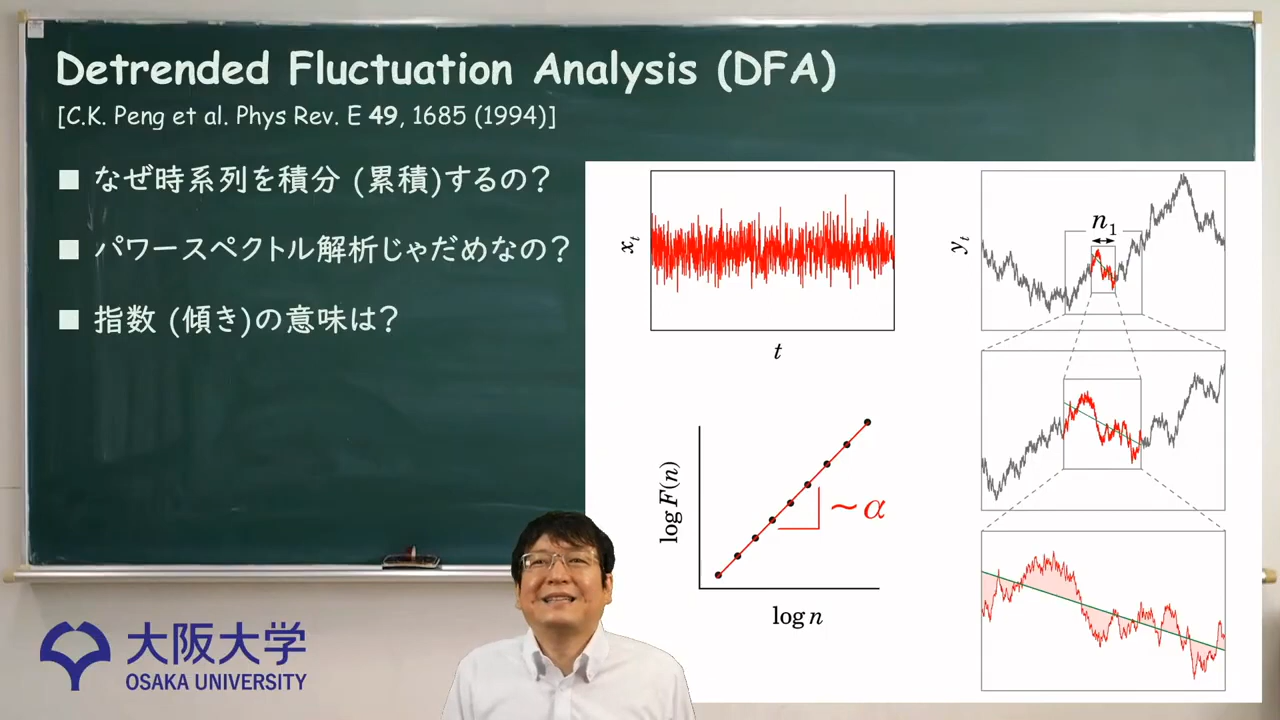 Detrended Fluctuation Analysis (DFA)
[C.K. Peng et al. Phys Rev. E 49, 1685 (1994)]
■ なぜ時系列を積分 (累積)するの?
■ パワースペクトル解析じゃだめなの?
■ 指数 (傾き)の意味は?
xt
t
yt
n1
log F(n)
~α
log n
大阪大学
OSAKA UNIVERSITY